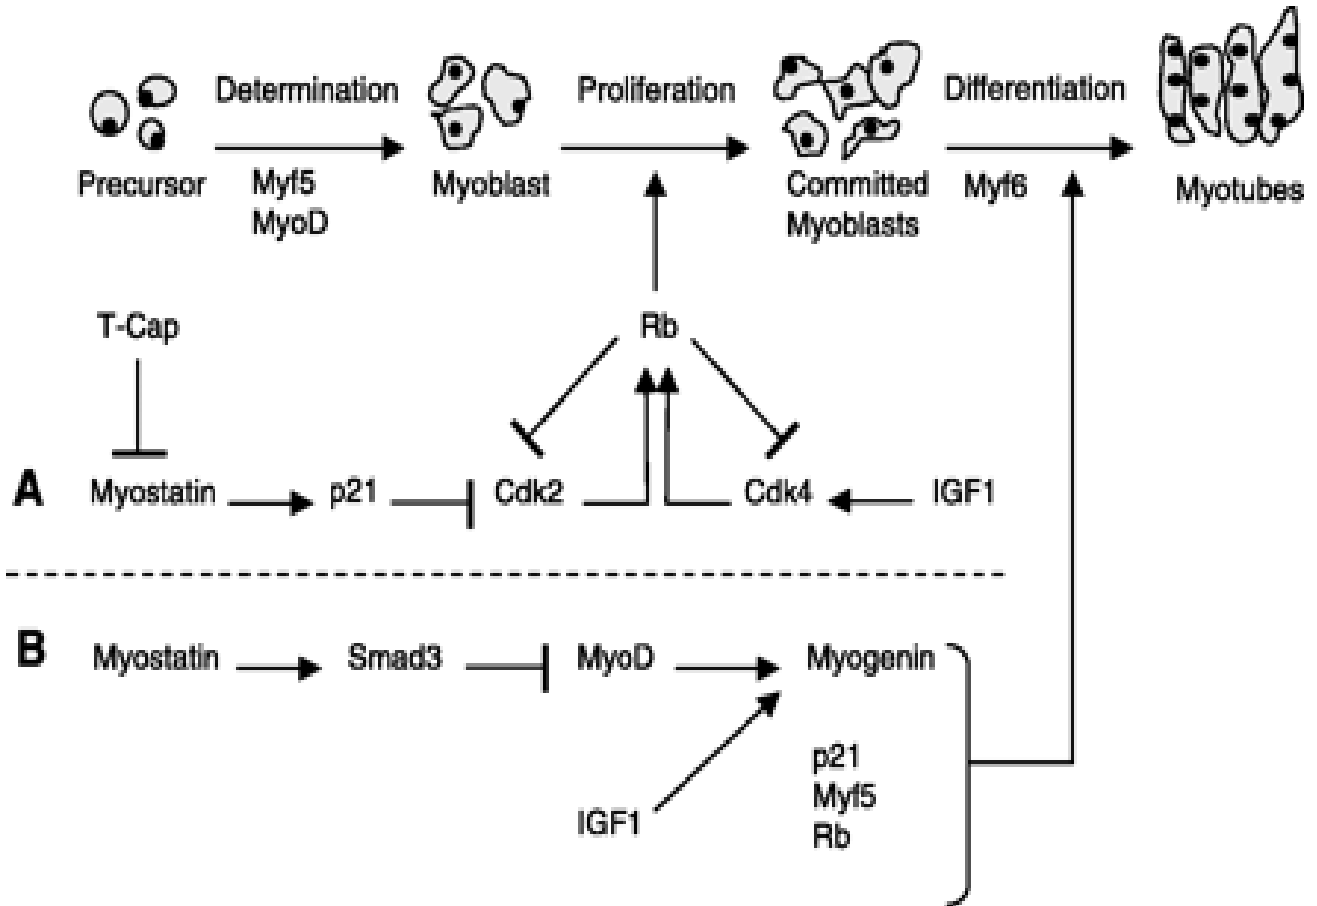 Determination
Proliferation
Differentiation
Precursor
Myf5
MyoD
Myoblast
Committed
Myoblasts
Myf6
Myotubes
T-Cap
Rb
A
Myostatin
p21
Cdk2
Cdk4
IGF1
B
Myostatin
Smad3
MyoD
Myogenin
p21
Myf5
Rb
IGF1